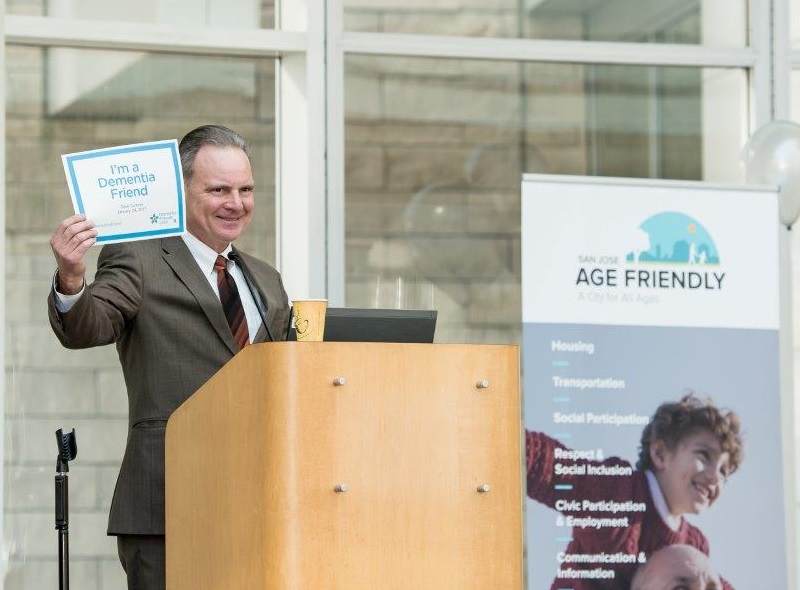 I'm a
Dementia
Friend
SAN JOSE
AGE FRIENDLY
A City for All Ages
Housing
Transportation
Social Participation
Respect &
Social Inclusion
Civic Participation
& Employment
Communication &
Information